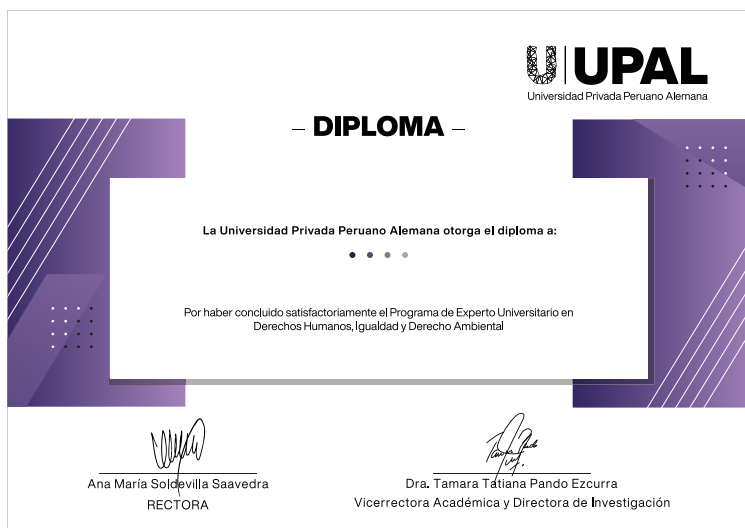 UPAL
Universidad Privada Peruano Alemana
– DIPLOMA –
La Universidad Privada Peruano Alemana otorga el diploma a:
Por haber concluido satisfactoriamente el Programa de Experto Universitario en
Derechos Humanos, Igualdad y Derecho Ambiental
Ana María Soldevilla Saavedra
RECTORA
Dra. Tamara Tatiana Pando Ezcurra
Vicerrectora Académica y Directora de Investigación